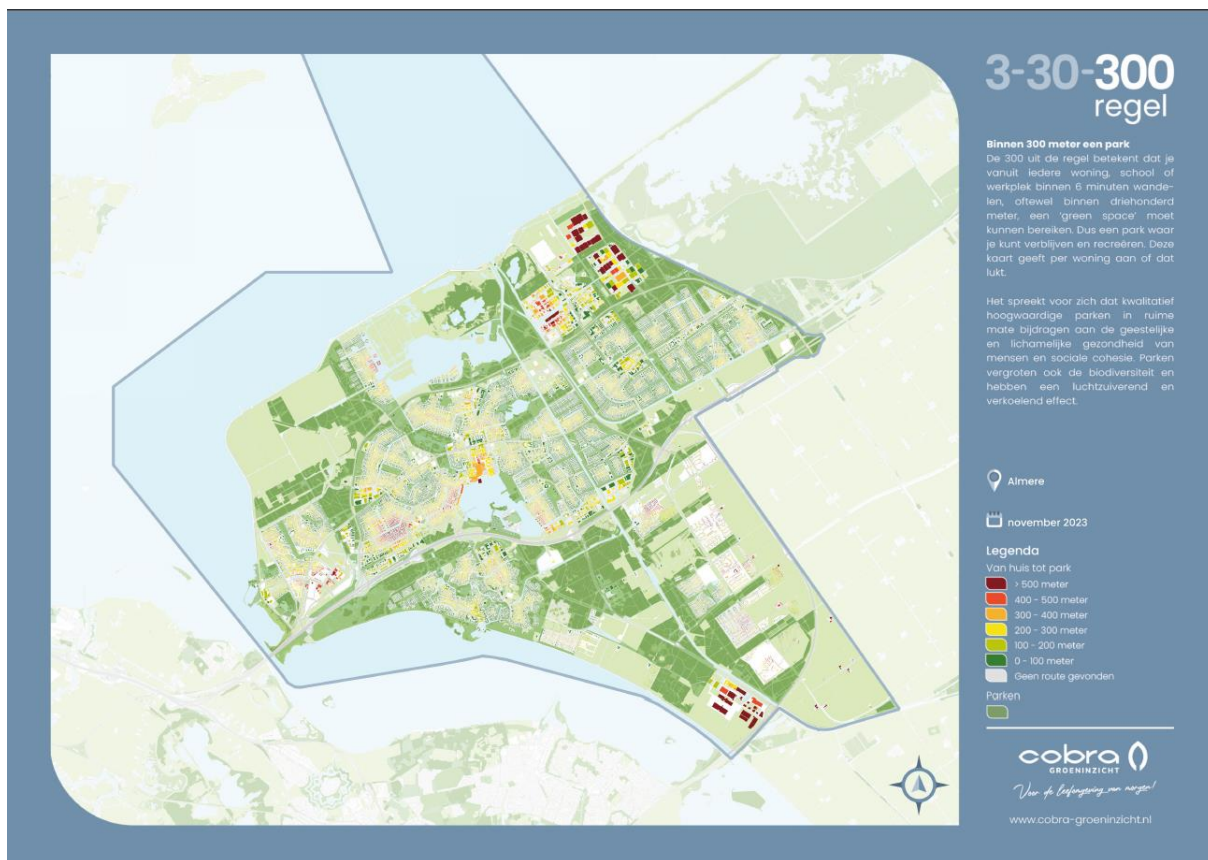 3-30-300
regel
Binnen 300 meter een park
De 300 uit de regel betekent dat je
vanuit iedere woning, school of
werkplek binnen 6 minuten wande-
len, oftewel binnen driehonderd
meter, een 'green space' moet
kunnen bereiken. Dus een park waar
je kunt verblijven en recreëren. Deze
kaart geeft per woning aan of dat
lukt.
Het spreekt voor zich dat kwalitatief
hoogwaardige parken in ruime
mate bijdragen aan de geestelijke
en lichamelijke gezondheid van
mensen en sociale cohesie. Parken
vergroten ook de biodiversiteit en
hebben een luchtzuiverend en
verkoelend effect.
Almere
november 2023
Legenda
Van huis tot park
> 500 meter
400 - 500 meter
300 - 400 meter
200 - 300 meter
100 - 200 meter
0 - 100 meter
Geen route gevonden
Parken
cobra
GROENINZICHT
Voor de leefomgeving van morgen!
www.cobra-groeninzicht.nl